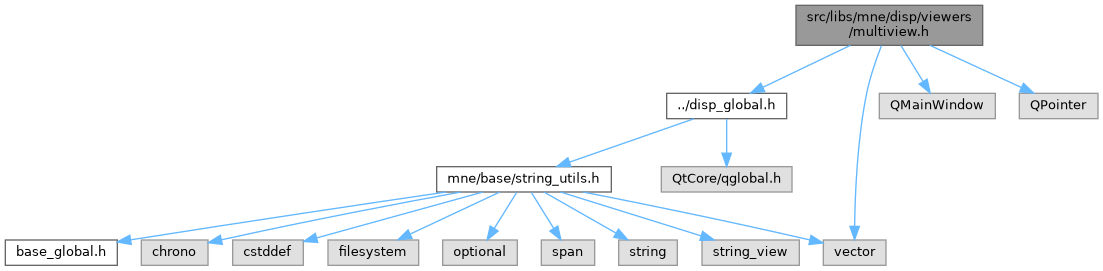 src/libs/mne/disp/viewers
/multiview.h
../disp_global.h
QMainWindow
QPointer
mne/base/string_utils.h
QtCore/qglobal.h
base_global.h
chrono
cstddef
filesystem
optional
span
string
string_view
vector